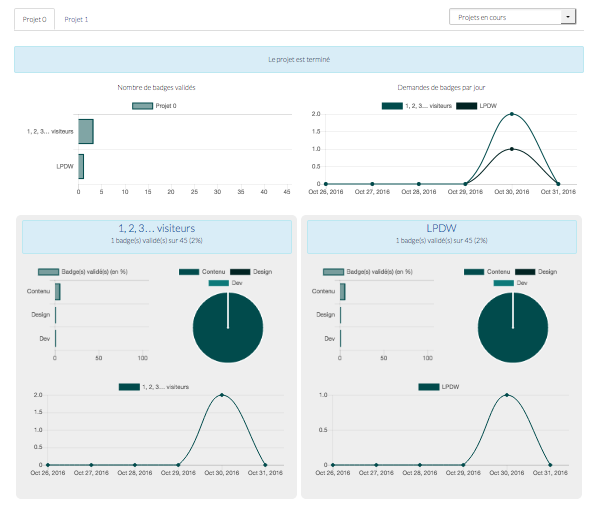 Projet 0
Projet 1
Projets en cours
Le projet est terminé
Nombre de badges validés
Projet 0
1, 2, 3... visiteurs
LPDW
0 5 10 15 20 25 30 35 40 45
Demandes de badges par jour
1, 2, 3... visiteurs LPDW
2.0
1.5
1.0
0.5
0
Oct 26, 2016 Oct 27, 2016 Oct 28, 2016 Oct 29, 2016 Oct 30, 2016 Oct 31, 2016
1, 2, 3... visiteurs
1 badge(s) validé(s) sur 45 (2%)
Badge(s) validé(s) (en %)
Contenu
Design
Dev
0 50 100
Contenu Design
Dev
1, 2, 3... visiteurs
2.0
1.5
1.0
0.5
0
Oct 26, 2016 Oct 27, 2016 Oct 28, 2016 Oct 29, 2016 Oct 30, 2016 Oct 31, 2016
LPDW
1 badge(s) validé(s) sur 45 (2%)
Badge(s) validé(s) (en %)
Contenu
Design
Dev
0 50 100
Contenu Design
Dev
LPDW
1.0
0.5
0
Oct 26, 2016 Oct 27, 2016 Oct 28, 2016 Oct 29, 2016 Oct 30, 2016 Oct 31, 2016